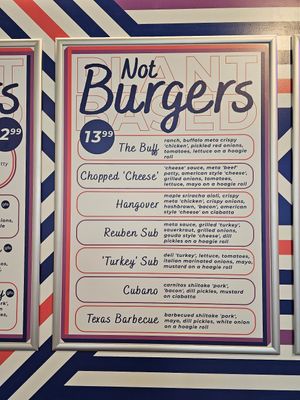 PLANT
BASED
Not
Burgers
13.99
The Buff
ranch, buffalo meta crispy
'chicken', pickled red onions,
tomatoes, lettuce on a hoagie
roll
Chopped 'Cheese'
'cheese' sauce, meta 'beef'
patty, american style 'cheese',
grilled onions, tomatoes,
lettuce, mayo on a hoagie roll
Hangover
maple sriracha aioli, crispy
meta 'chicken', crispy onions,
hashbrown, 'bacon', american
style 'cheese' on ciabatta
Reuben Sub
meta sauce, grilled 'turkey',
sauerkraut, grilled onions,
gouda style 'cheese', dill
pickles on a hoagie roll
'Turkey' Sub
deli 'turkey', lettuce, tomatoes,
italian marinated onions, mayo,
mustard on a hoagie roll
Cubano
carnitas shiitake 'pork',
'bacon', dill pickles, mustard
on ciabatta
Texas Barbecue
barbecued shiitake 'pork',
mayo, dill pickles, white onion
on a hoagie roll